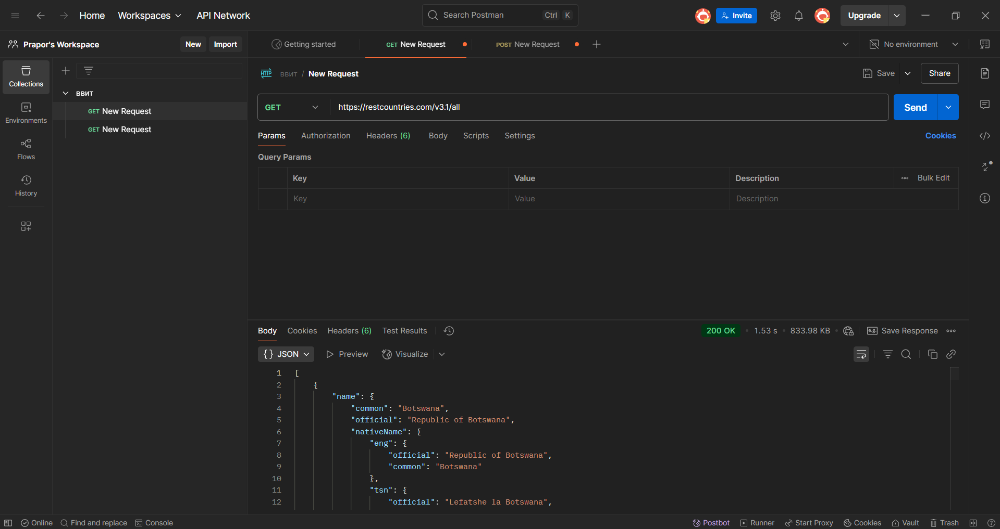 Home Workspaces API Network Search Postman Ctrl K Invite Upgrade
Prapor's Workspace New Import Getting started GET New Request POST New Request No environment
Collections
Environments
Flows
History
ВВИТ
GET New Request
GET New Request
HTTP ВВИТ / New Request Save Share
GET https://restcountries.com/v3.1/all Send
Params Authorization Headers (6) Body Scripts Settings Cookies
Query Params
Key Value Description Bulk Edit
Key Value Description
Body Cookies Headers (6) Test Results 200 OK 1.53 s 833.98 KB e.g. Save Response
{} JSON Preview Visualize
1 [
2 {
3 "name": {
4 "common": "Botswana",
5 "official": "Republic of Botswana",
6 "nativeName": {
7 "eng": {
8 "official": "Republic of Botswana",
9 "common": "Botswana"
10 },
11 "tsn": {
12 "official": "Lefatshe la Botswana",
Online Find and replace Console Postbot Runner Start Proxy Cookies Vault Trash